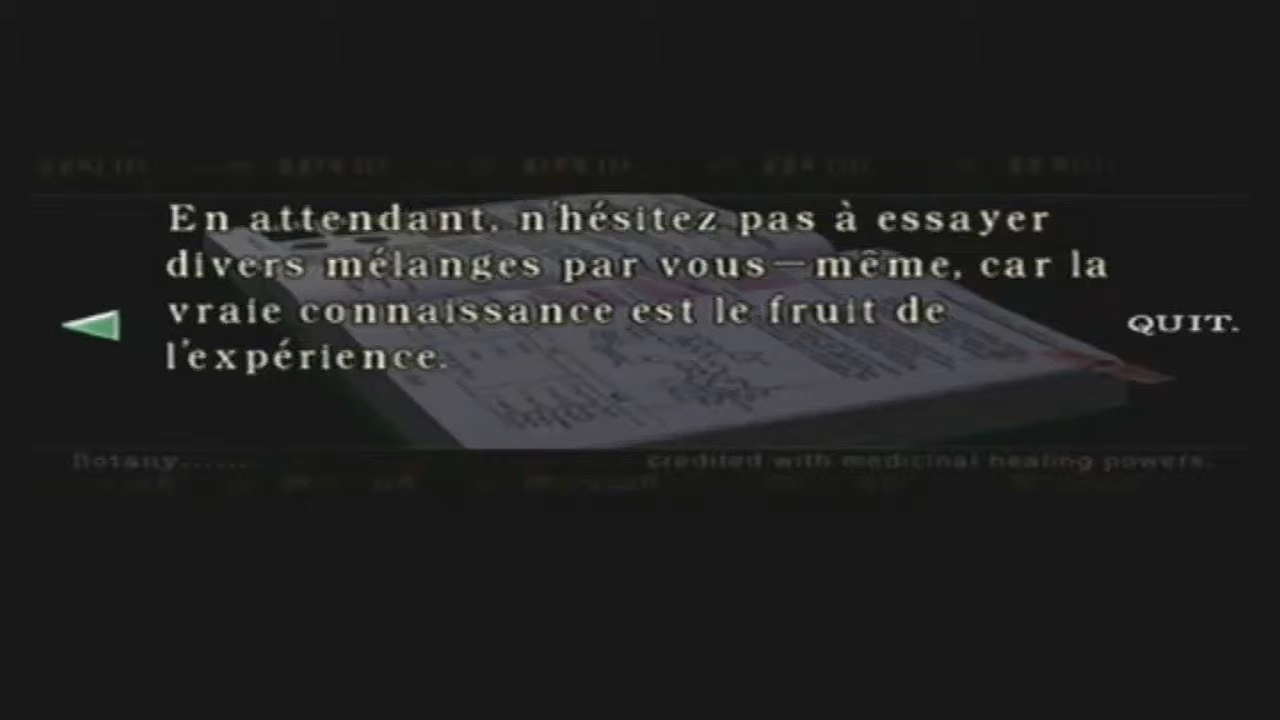 En attendant, n'hésitez pas à essayer
divers mélanges par vous-même, car la
vraie connaissance est le fruit de
l'expérience.
QUIT.
Botany...... credited with medicinal healing powers.